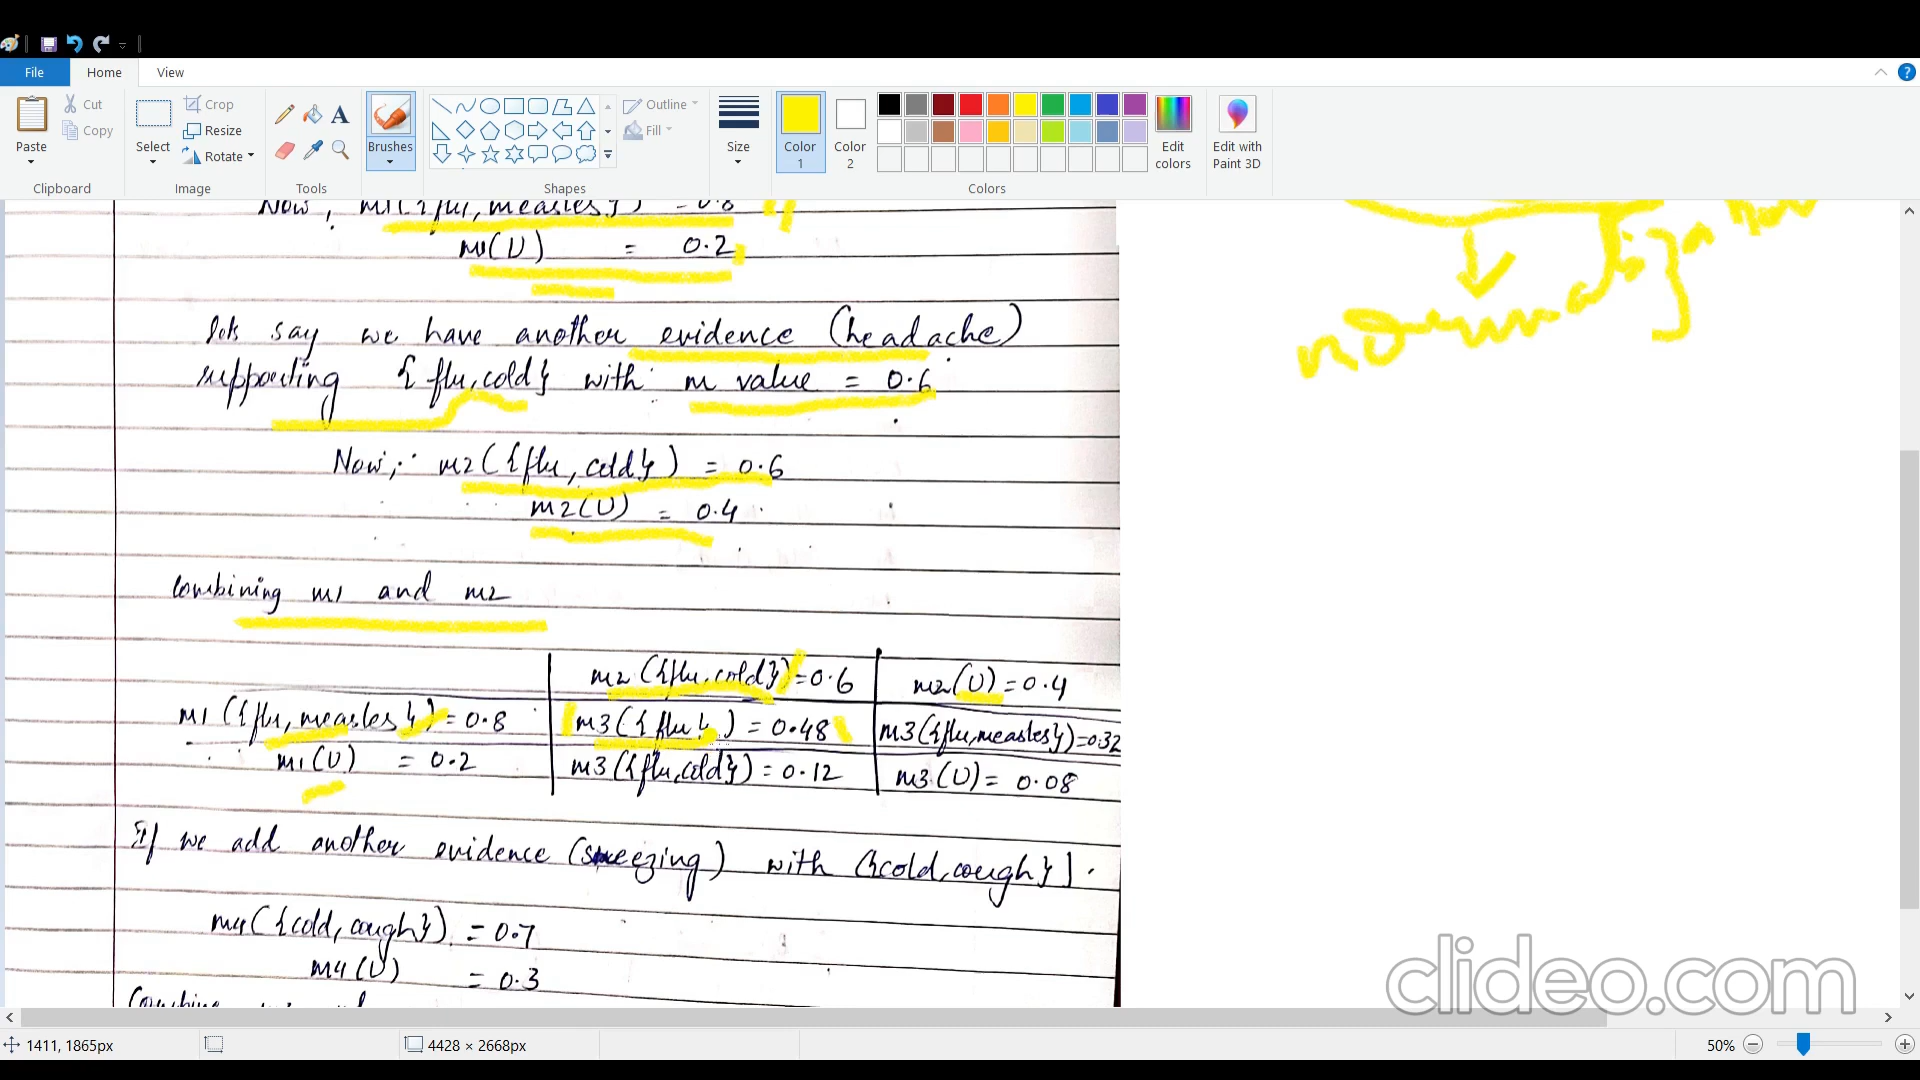 File Home View
Paste Cut Copy Clipboard
Select Crop Resize Rotate Image
Tools
Brushes
Outline Fill Shapes
Size
Color 1 Color 2 Edit colors Colors
Edit with Paint 3D
Now, m1({flu, measles}) = 0.8
m1(U) = 0.2
lets say we have another evidence (headache)
supporting {flu,cold} with m value = 0.6
Now, m2({flu, cold}) = 0.6
m2(U) = 0.4
Combining m1 and m2
m2({flu,cold})=0.6 m2(U)=0.4
m1({flu, measles})=0.8 m3({flu}) = 0.48 m3({flu,measles})=0.32
m1(U) = 0.2 m3({flu,cold}) = 0.12 m3(U) = 0.08
If we add another evidence (sneezing) with ({cold, cough}].
m4({cold, cough}) = 0.7
m4(U) = 0.3
clideo.com
1411, 1865px 4428 × 2668px 50%